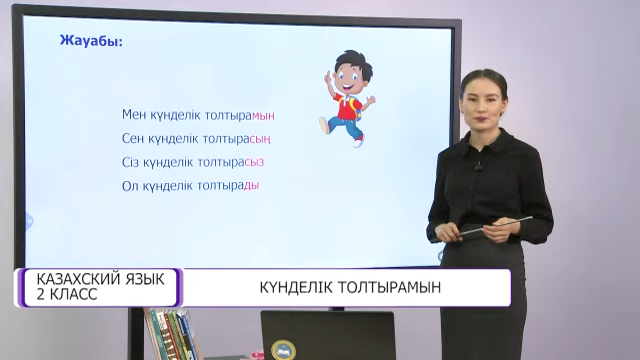 Жауабы:
Мен күнделік толтырамын
Сен күнделік толтырасың
Сіз күнделік толтырасыз
Ол күнделік толтырады
КАЗАХСКИЙ ЯЗЫК
2 КЛАСС
КҮНДЕЛІК ТОЛТЫРАМЫН